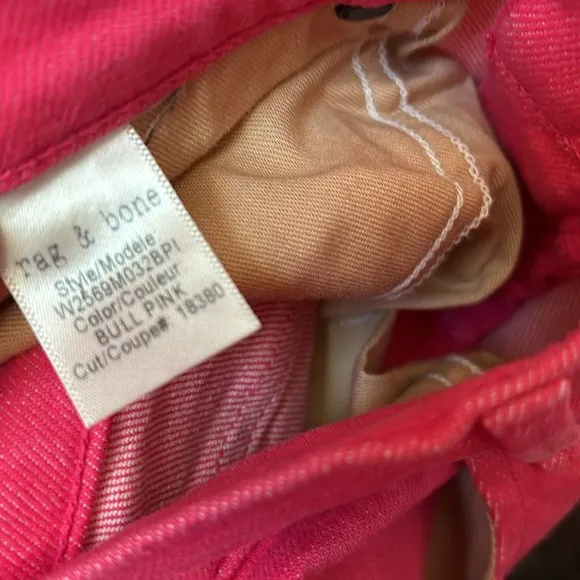 rag & bone
Style/Modele
W2569M032BPI
Color/Couleur
BULL PINK
Cut/Coupe# 18380